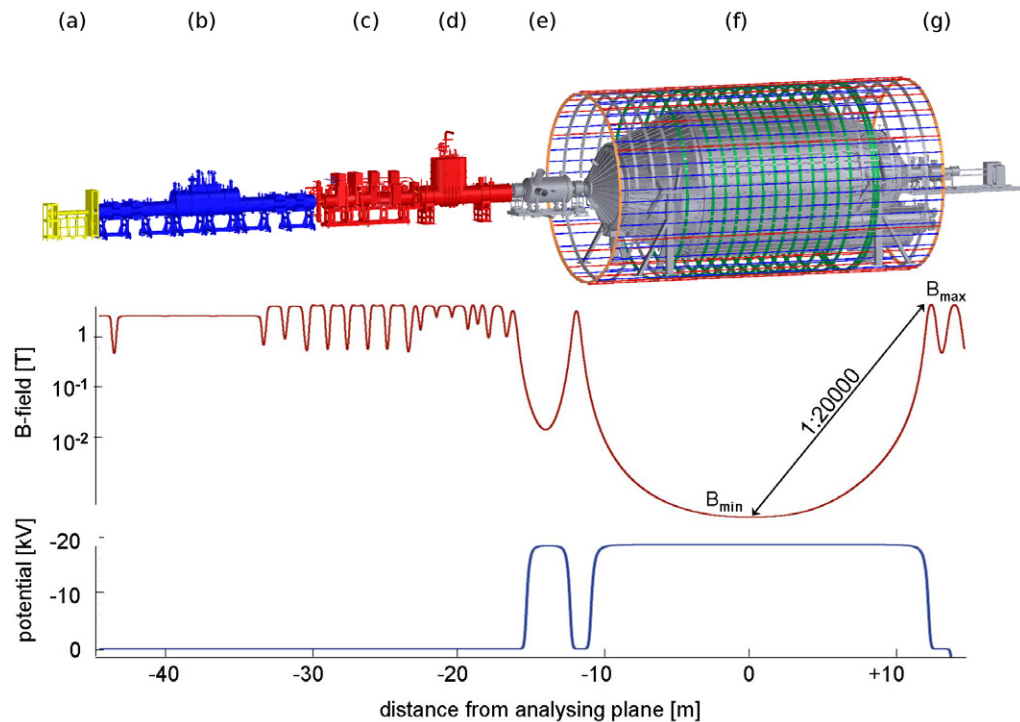 (a) (b) (c) (d) (e) (f) (g)
B-field [T]
1
10-1
10-2
Bmax
1:20000
Bmin
potential [kV]
-20
-10
0
-40 -30 -20 -10 0 +10
distance from analysing plane [m]